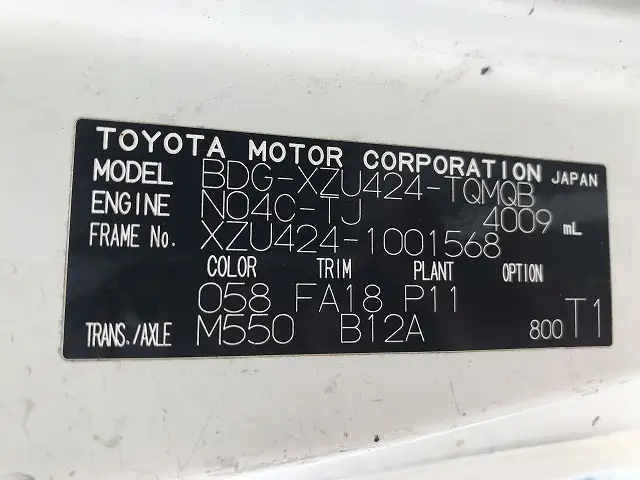 TOYOTA MOTOR CORPORATION JAPAN
MODEL BDG-XZU424-TQMQB
ENGINE N04C-TJ 4009 mL
FRAME No. XZU424-1001568
COLOR TRIM PLANT OPTION
058 FA18 P11
TRANS./AXLE M550 B12A 800 T1